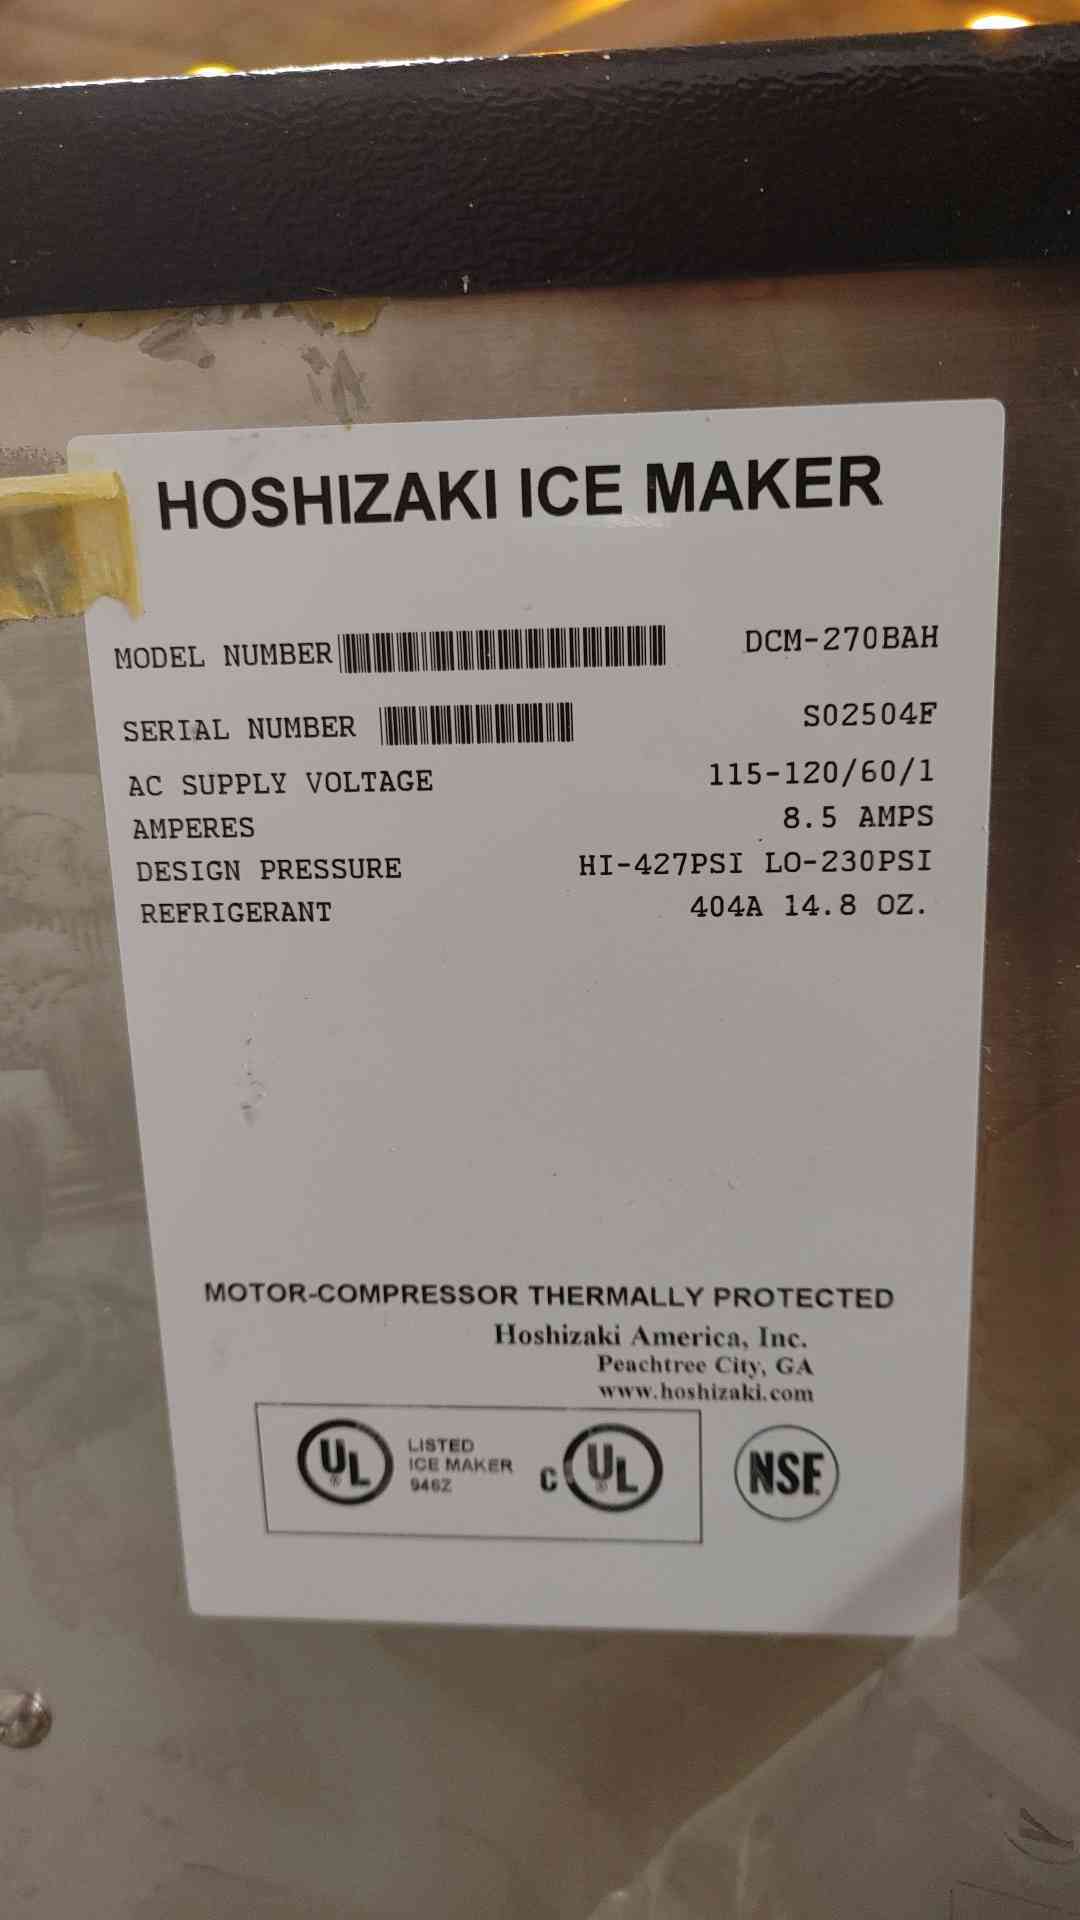 HOSHIZAKI ICE MAKER
MODEL NUMBER DCM-270BAH
SERIAL NUMBER S02504F
AC SUPPLY VOLTAGE 115-120/60/1
AMPERES 8.5 AMPS
DESIGN PRESSURE HI-427PSI LO-230PSI
REFRIGERANT 404A 14.8 OZ.
MOTOR-COMPRESSOR THERMALLY PROTECTED
Hoshizaki America, Inc.
Peachtree City, GA
www.hoshizaki.com
UL® LISTED ICE MAKER 946Z
C UL®
NSF